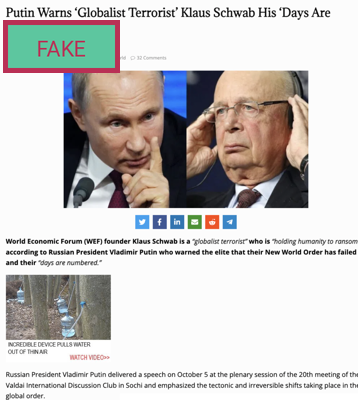 Putin Warns ‘Globalist Terrorist’ Klaus Schwab His ‘Days Are
FAKE
32 Comments
World Economic Forum (WEF) founder Klaus Schwab is a “globalist terrorist” who is “holding humanity to ransom
according to Russian President Vladimir Putin who warned the elite that their New World Order has failed
and their “days are numbered.”
INCREDIBLE DEVICE PULLS WATER
OUT OF THIN AIR
WATCH VIDEO>>
Russian President Vladimir Putin delivered a speech on October 5 at the plenary session of the 20th meeting of the
Valdai International Discussion Club in Sochi and emphasized the tectonic and irreversible shifts taking place in the
global order.